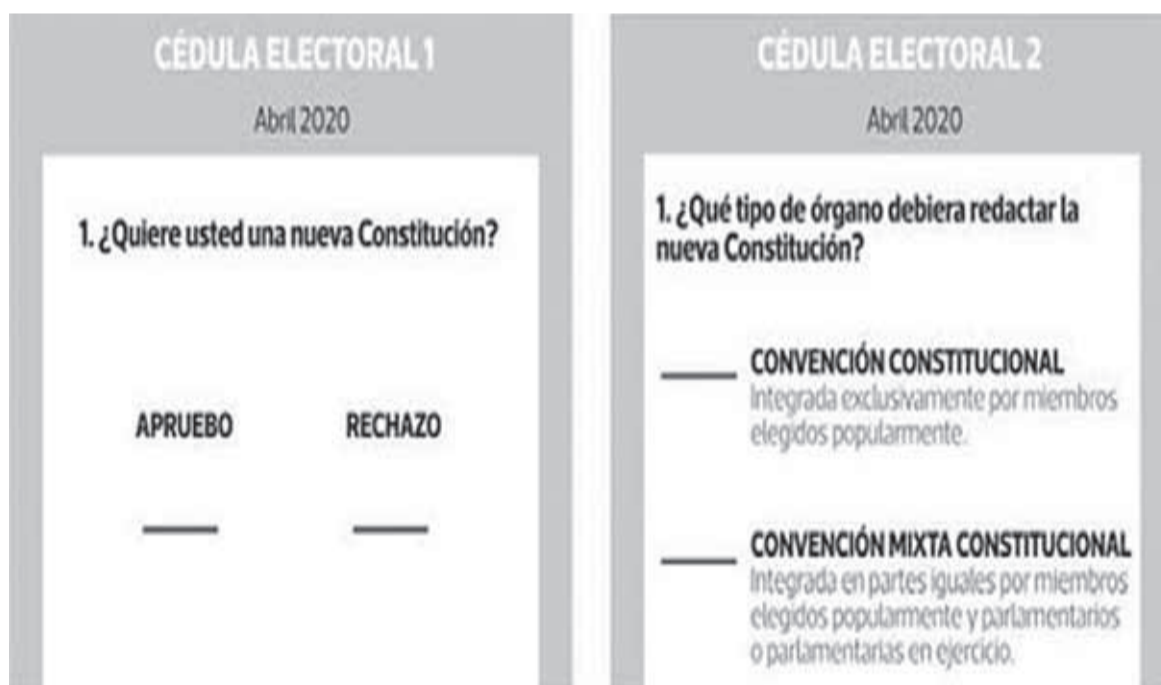 CÉDULA ELECTORAL 1
Abril 2020
1. ¿Quiere usted una nueva Constitución?
APRUEBO RECHAZO
CÉDULA ELECTORAL 2
Abril 2020
1. ¿Qué tipo de órgano debiera redactar la
nueva Constitución?
CONVENCIÓN CONSTITUCIONAL
Integrada exclusivamente por miembros
elegidos popularmente.
CONVENCIÓN MIXTA CONSTITUCIONAL
Integrada en partes iguales por miembros
elegidos popularmente y parlamentarios
o parlamentarias en ejercicio.